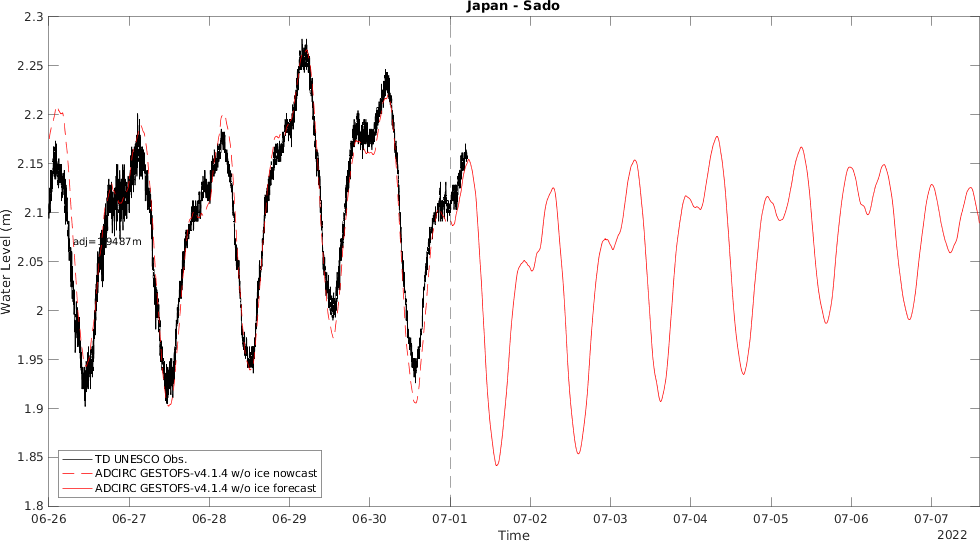 Japan - Sado
2.3
2.25
2.2
2.15
2.1
2.05
2
1.95
1.9
1.85
1.8
Water Level (m)
TD UNESCO Obs.
ADCIRC GESTOFS-v4.1.4 w/o ice nowcast
ADCIRC GESTOFS-v4.1.4 w/o ice forecast
06-26 06-27 06-28 06-29 06-30 07-01 07-02 07-03 07-04 07-05 07-06 07-07
Time
2022